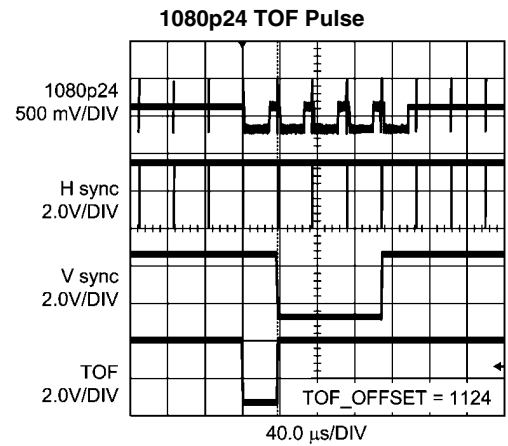 1080p24 TOF Pulse
1080p24
500 mV/DIV
H sync
2.0V/DIV
V sync
2.0V/DIV
TOF
2.0V/DIV
TOF_OFFSET = 1124
40.0 µs/DIV